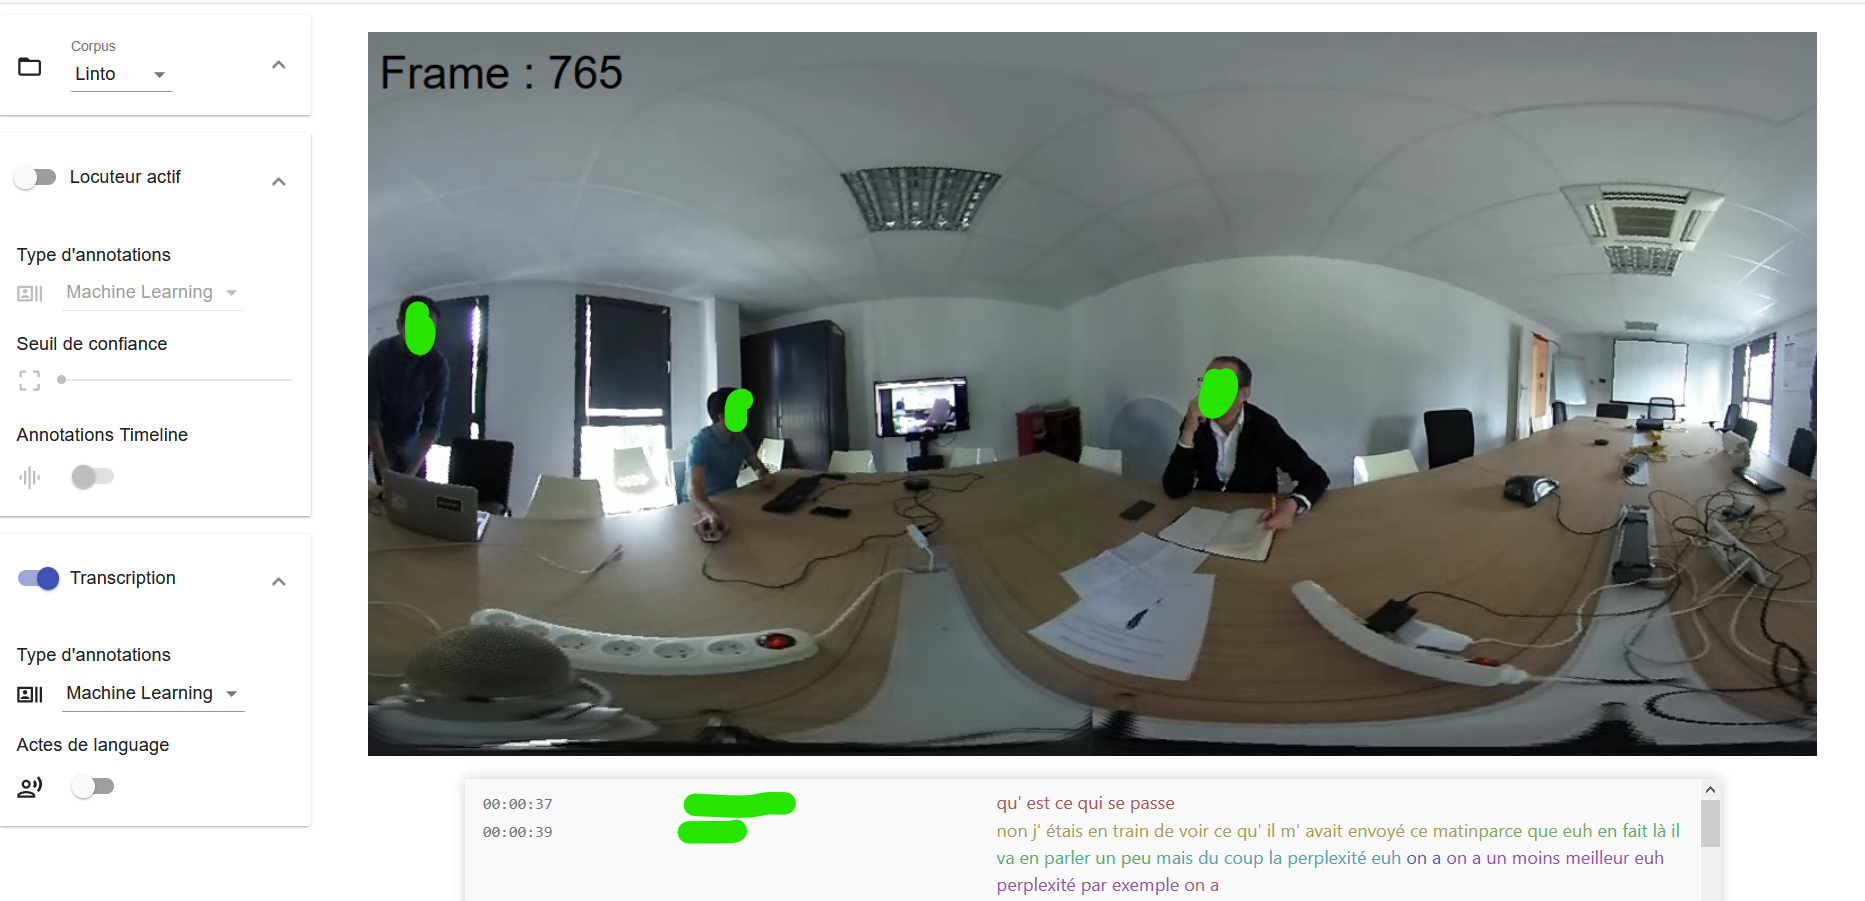 Corpus
Linto
Locuteur actif
Type d'annotations
Machine Learning
Seuil de confiance
Annotations Timeline
Transcription
Type d'annotations
Machine Learning
Actes de language
Frame : 765
00:00:37 qu' est ce qui se passe
00:00:39 non j' étais en train de voir ce qu' il m' avait envoyé ce matinparce que euh en fait là il
va en parler un peu mais du coup la perplexité euh on a on a un moins meilleur euh
perplexité par exemple on a